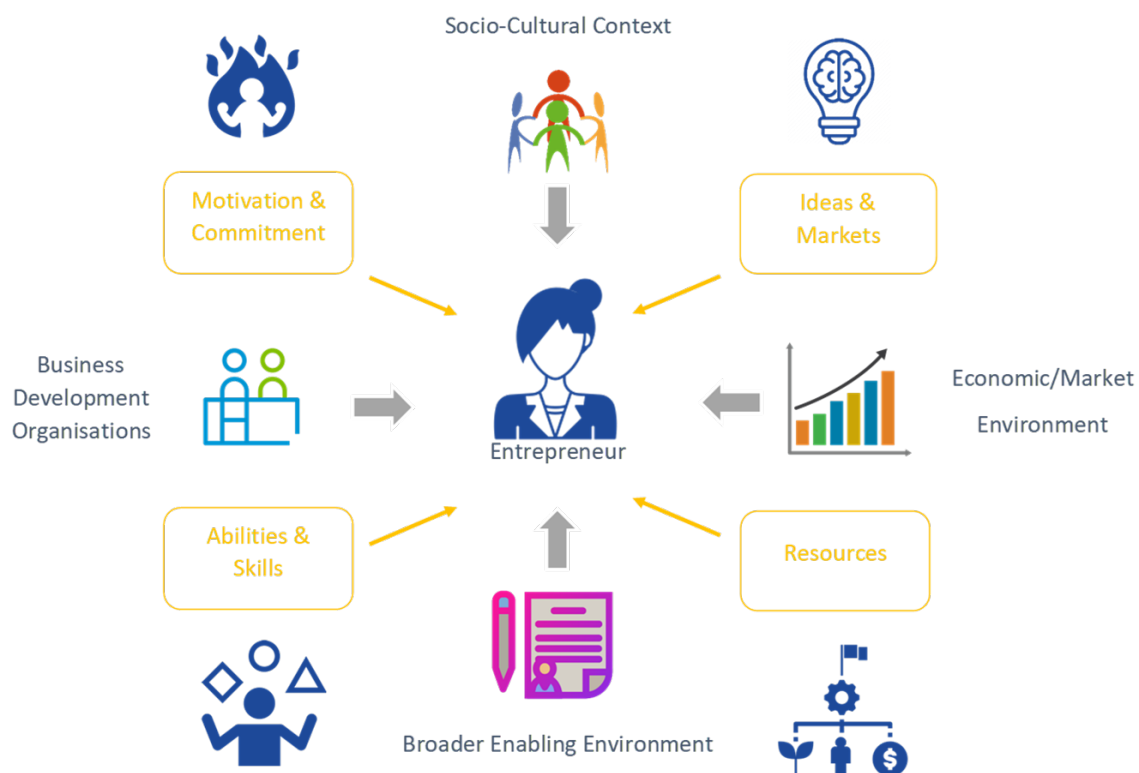 Socio-Cultural Context
Motivation &
Commitment
Ideas &
Markets
Business
Development
Organisations
Entrepreneur
Economic/Market
Environment
Abilities &
Skills
Resources
Broader Enabling Environment
$